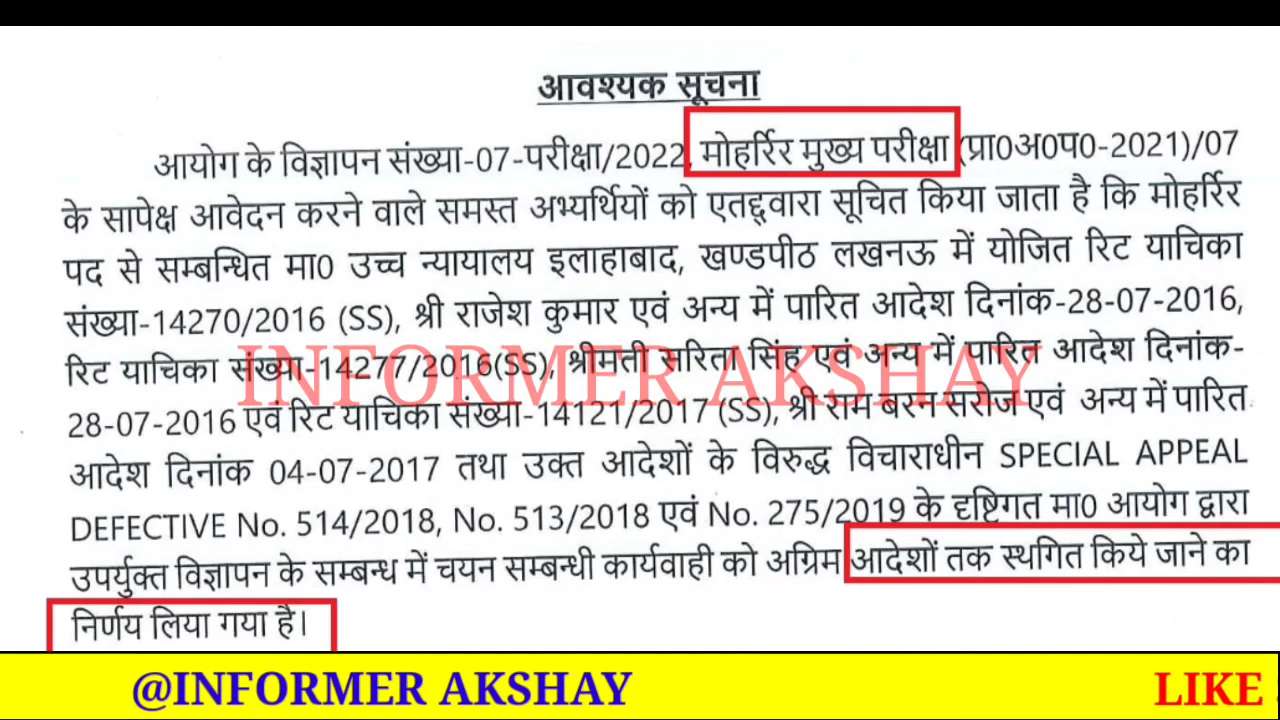 आवश्यक सूचना
आयोग के विज्ञापन संख्या-07-परीक्षा/2022, मोहर्रिर मुख्य परीक्षा (प्रा0अ0प0-2021)/07
के सापेक्ष आवेदन करने वाले समस्त अभ्यर्थियों को एतद्द्वारा सूचित किया जाता है कि मोहर्रिर
पद से सम्बन्धित मा0 उच्च न्यायालय इलाहाबाद, खण्डपीठ लखनऊ में योजित रिट याचिका
संख्या-14270/2016 (SS), श्री राजेश कुमार एवं अन्य में पारित आदेश दिनांक-28-07-2016,
रिट याचिका संख्या-14277/2016(SS), श्रीमती सरिता सिंह एवं अन्य में पारित आदेश दिनांक-
INFORMER AKSHAY
28-07-2016 एवं रिट याचिका संख्या-14121/2017 (SS), श्री राम बरन सरोज एवं अन्य में पारित
आदेश दिनांक 04-07-2017 तथा उक्त आदेशों के विरुद्ध विचाराधीन SPECIAL APPEAL
DEFECTIVE No. 514/2018, No. 513/2018 एवं No. 275/2019 के दृष्टिगत मा0 आयोग द्वारा
उपर्युक्त विज्ञापन के सम्बन्ध में चयन सम्बन्धी कार्यवाही को अग्रिम आदेशों तक स्थगित किये जाने का
निर्णय लिया गया है।
@INFORMER AKSHAY
LIKE